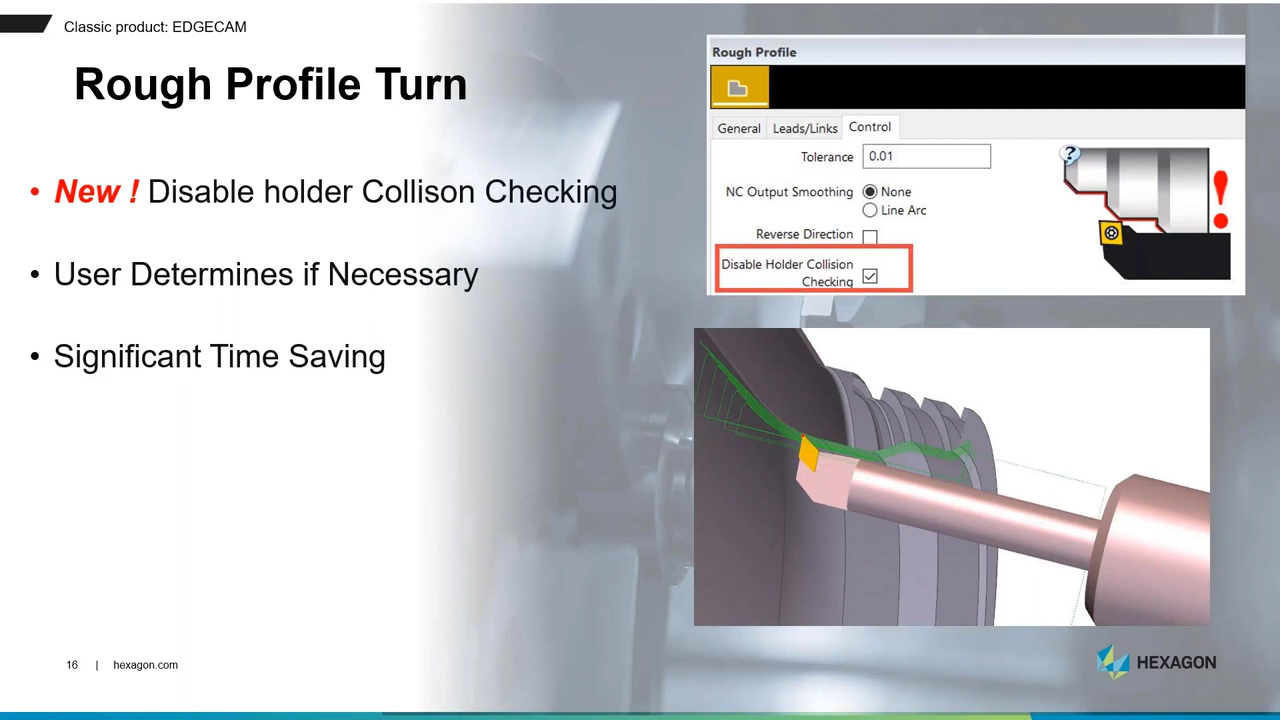 Classic product: EDGECAM
Rough Profile Turn
• New ! Disable holder Collison Checking
• User Determines if Necessary
• Significant Time Saving
Rough Profile
General Leads/Links Control
Tolerance 0.01
NC Output Smoothing None
Line Arc
Reverse Direction
Disable Holder Collision
Checking
?
!
16 | hexagon.com
HEXAGON